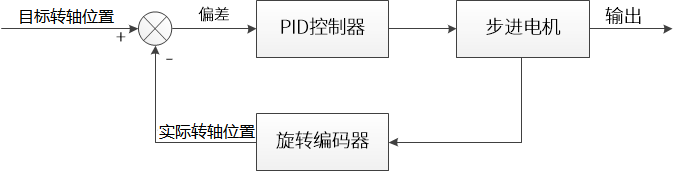 目标转轴位置
+
-
偏差
PID控制器
步进电机
输出
实际转轴位置
旋转编码器